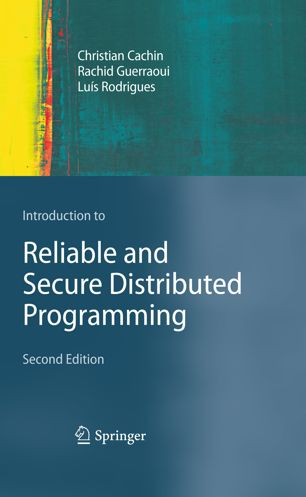 Christian Cachin
Rachid Guerraoui
Luís Rodrigues
Introduction to
Reliable and
Secure Distributed
Programming
Second Edition
Springer